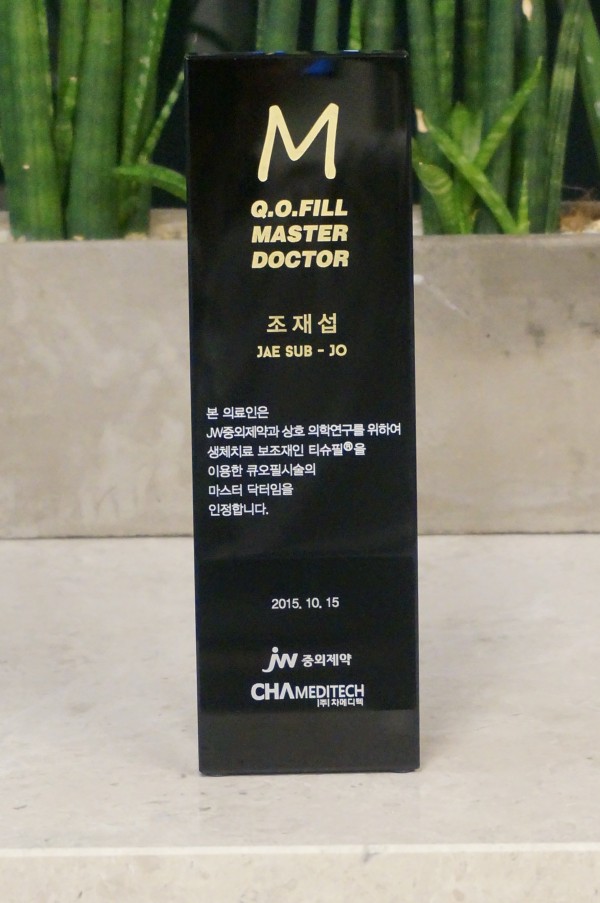 M
Q.O.FILL
MASTER
DOCTOR
조재섭
JAE SUB - JO
본 의료인은
JW중외제약과 상호 의학연구를 위하여
생체치료 보조재인 티슈필®을
이용한 큐오필시술의
마스터 닥터임을
인정합니다.
2015. 10. 15
jw 중외제약
CHA MEDITECH
(주)차메디텍